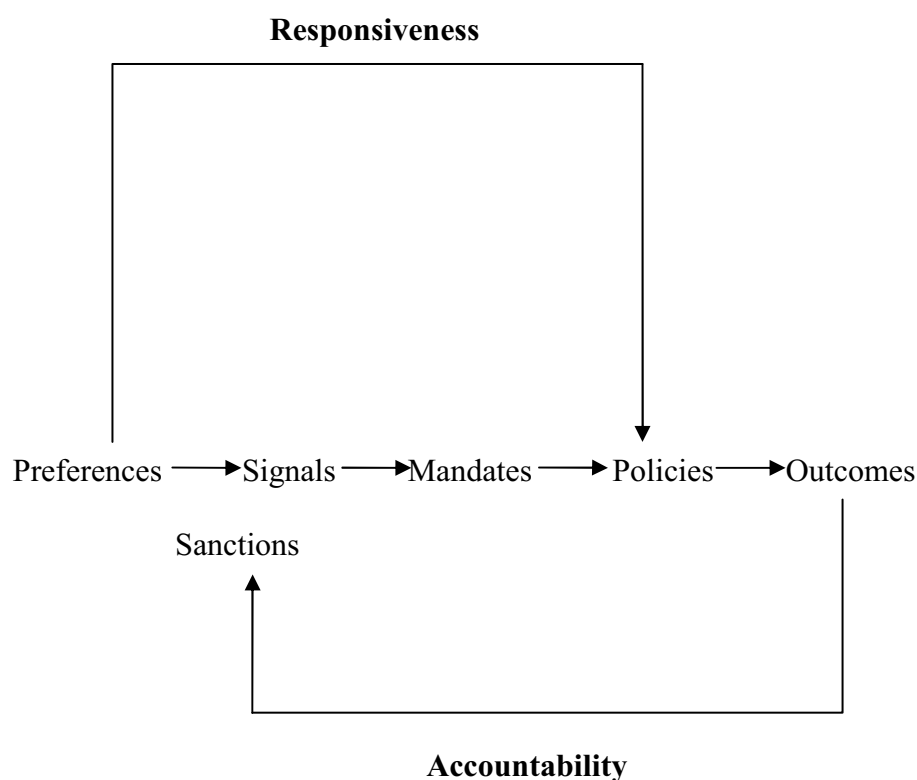 Responsiveness
Preferences Signals Mandates Policies Outcomes
Sanctions
Accountability